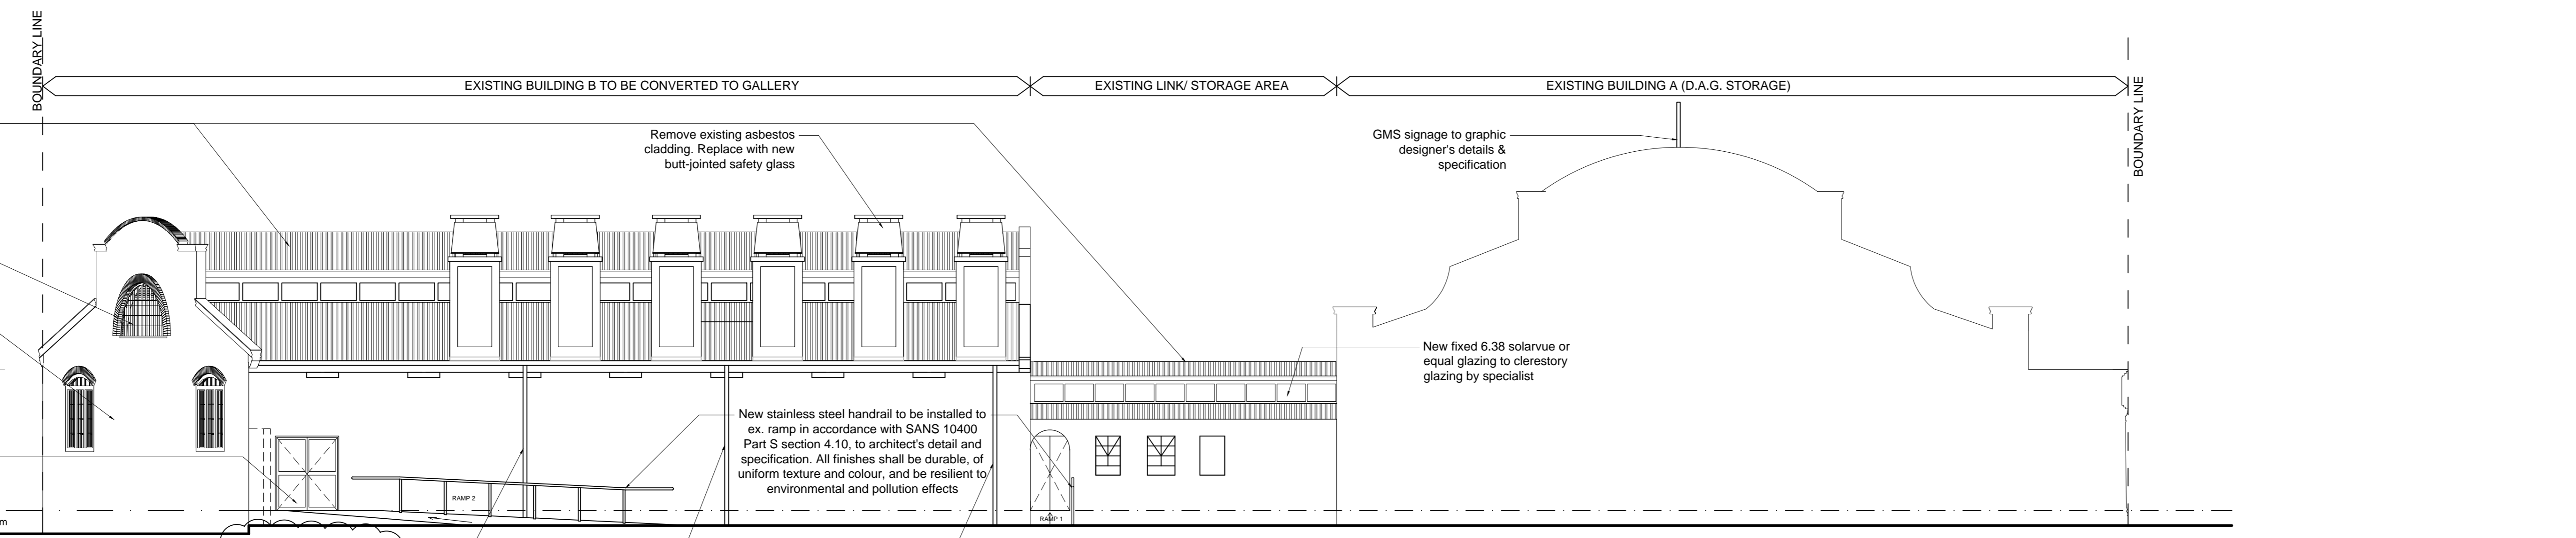 BOUNDARY LINE
EXISTING BUILDING B TO BE CONVERTED TO GALLERY
EXISTING LINK/ STORAGE AREA
EXISTING BUILDING A (D.A.G. STORAGE)
BOUNDARY LINE
Remove existing asbestos
cladding. Replace with new
butt-jointed safety glass
GMS signage to graphic
designer's details &
specification
New fixed 6.38 solarvue or
equal glazing to clerestory
glazing by specialist
New stainless steel handrail to be installed to
ex. ramp in accordance with SANS 10400
Part S section 4.10, to architect's detail and
specification. All finishes shall be durable, of
uniform texture and colour, and be resilient to
environmental and pollution effects
RAMP 2
RAMP 1
m